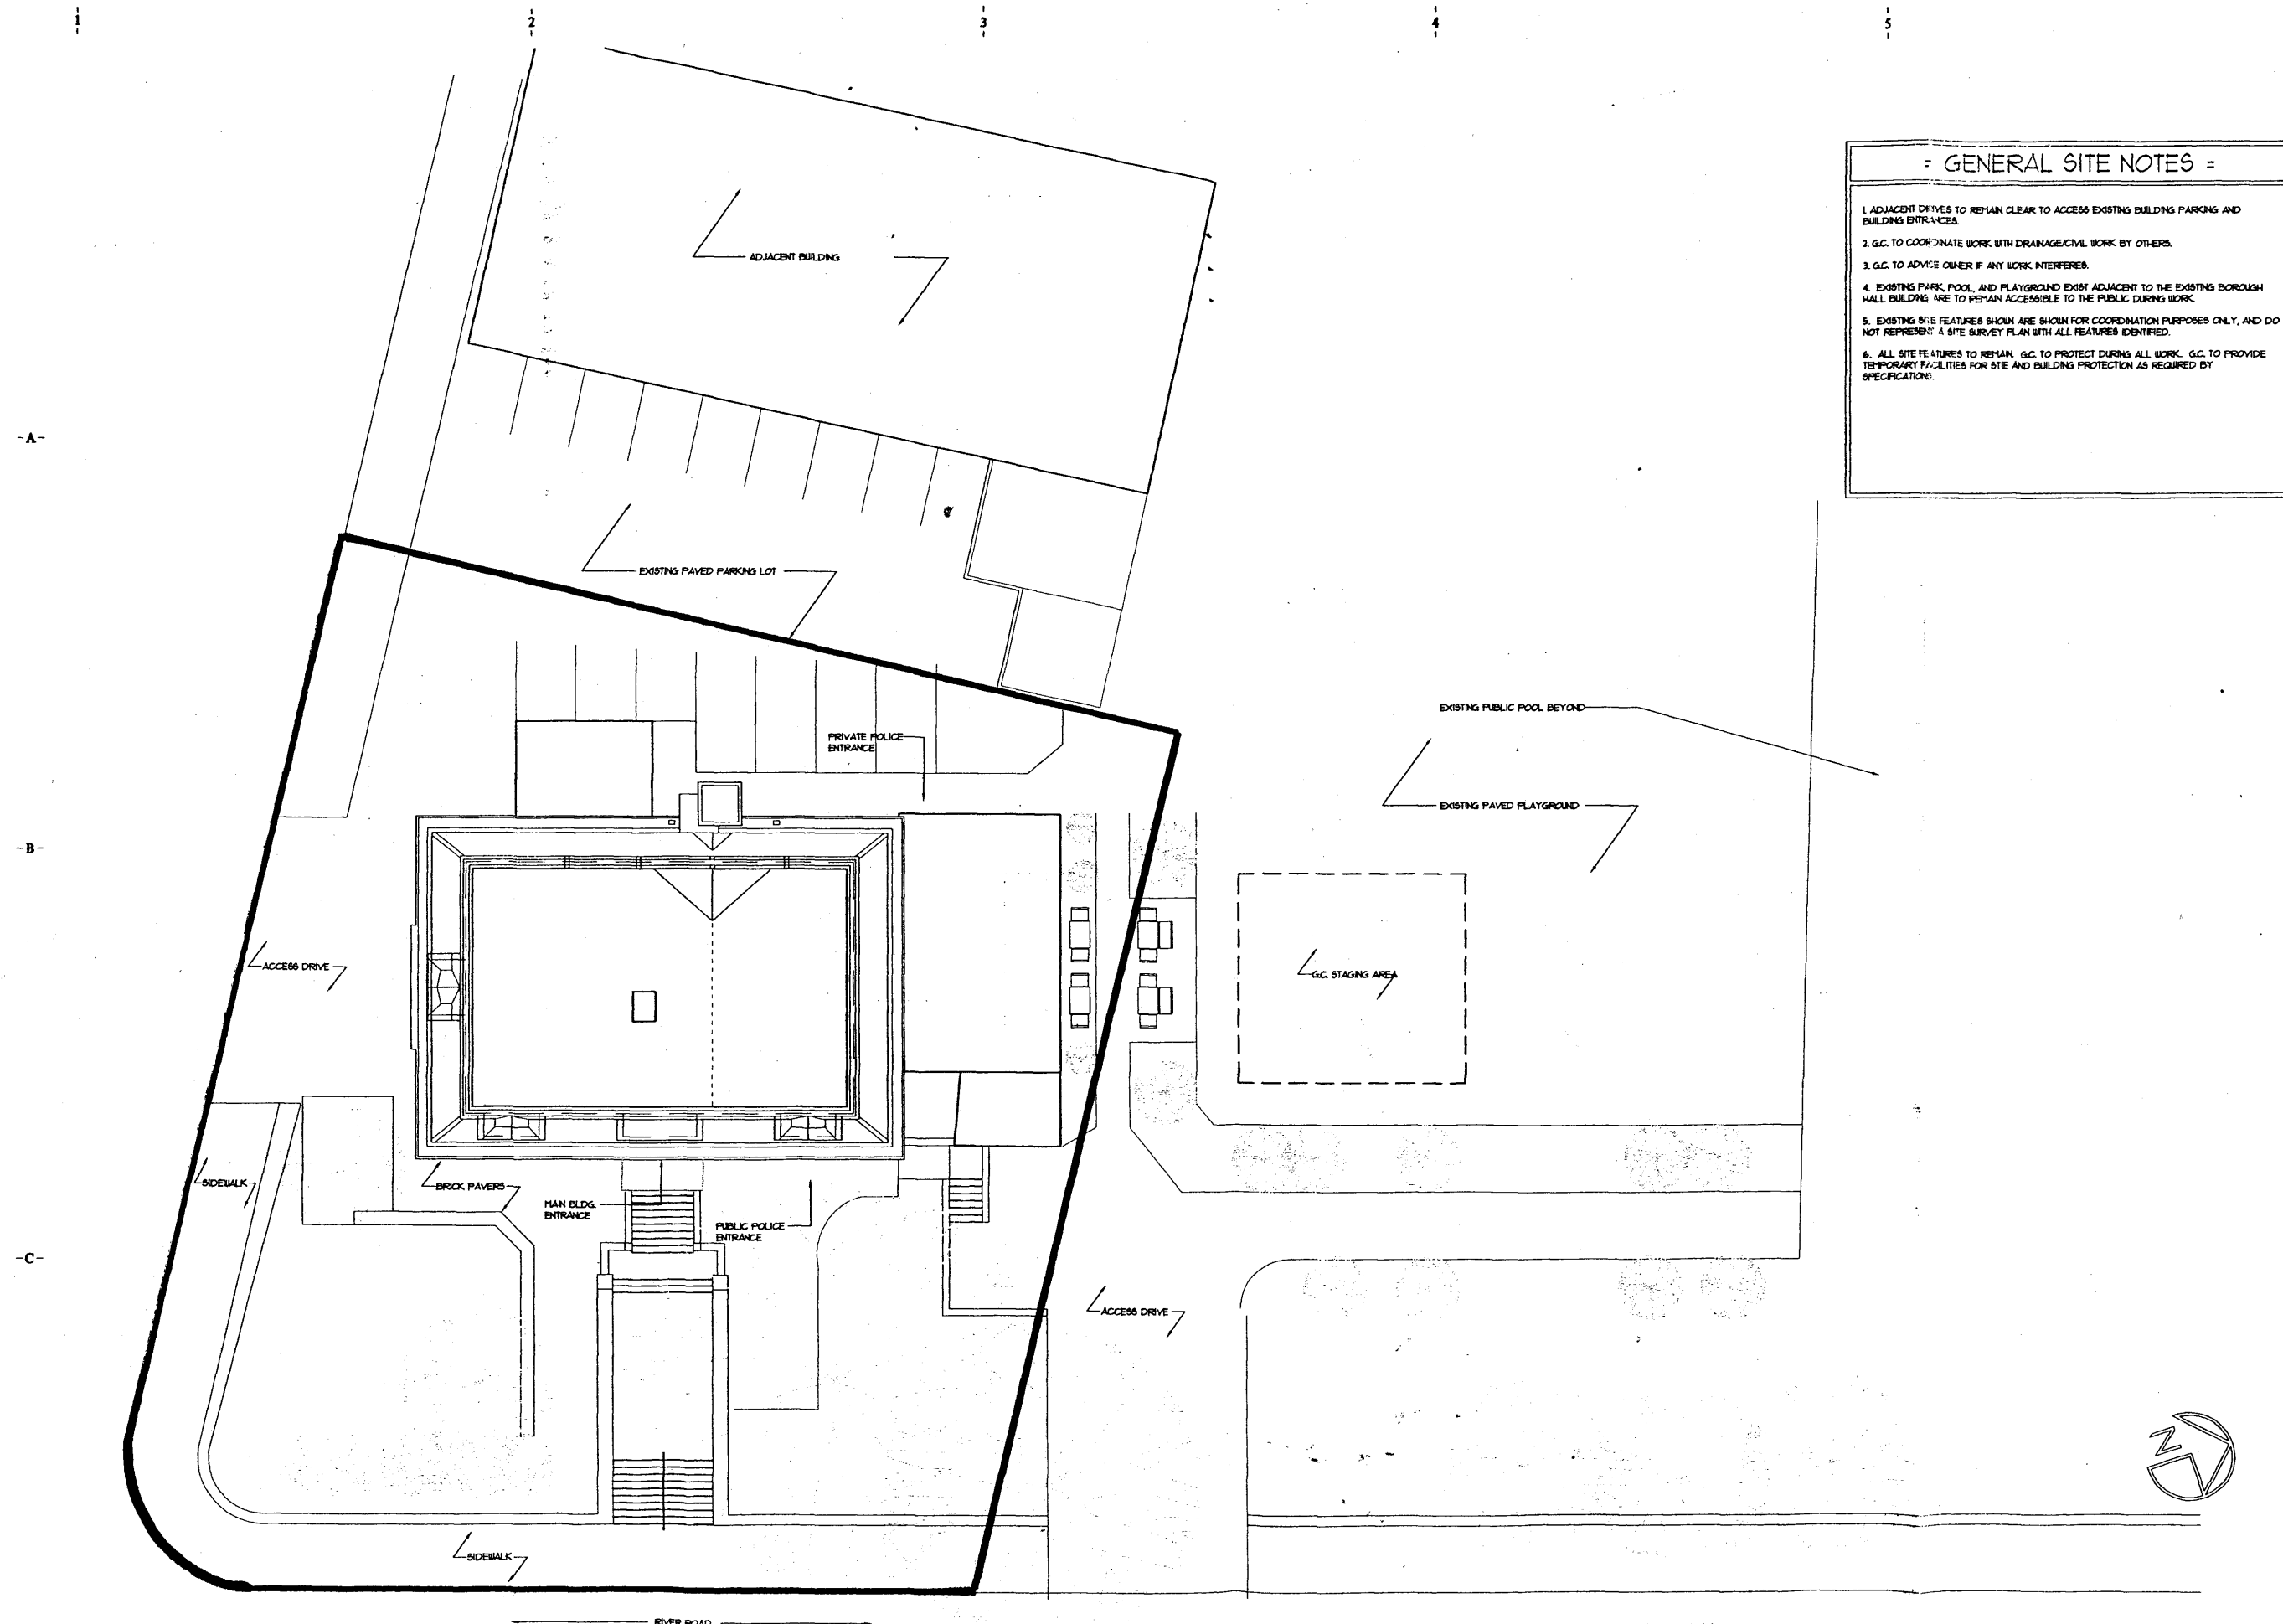 1 2 3 4 5
= GENERAL SITE NOTES =
1. ADJACENT DRIVES TO REMAIN CLEAR TO ACCESS EXISTING BUILDING PARKING AND
BUILDING ENTRANCES.
2. G.C. TO COORDINATE WORK WITH DRAINAGE/CIVIL WORK BY OTHERS.
3. G.C. TO ADVISE OWNER IF ANY WORK INTERFERES.
4. EXISTING PARK, POOL, AND PLAYGROUND EXIST ADJACENT TO THE EXISTING BOROUGH
HALL BUILDING, ARE TO REMAIN ACCESSIBLE TO THE PUBLIC DURING WORK.
5. EXISTING SITE FEATURES SHOWN ARE SHOWN FOR COORDINATION PURPOSES ONLY, AND DO
NOT REPRESENT A SITE SURVEY PLAN WITH ALL FEATURES IDENTIFIED.
6. ALL SITE FEATURES TO REMAIN. G.C. TO PROTECT DURING ALL WORK. G.C. TO PROVIDE
TEMPORARY FACILITIES FOR STIE AND BUILDING PROTECTION AS REQUIRED BY
SPECIFICATIONS.
ADJACENT BUILDING
-A-
EXISTING PAVED PARKING LOT
EXISTING PUBLIC POOL BEYOND
PRIVATE POLICE
ENTRANCE
EXISTING PAVED PLAYGROUND
-B-
ACCESS DRIVE
G.C. STAGING AREA
SIDEWALK
BRICK PAVERS
MAIN BLDG.
ENTRANCE
PUBLIC POLICE
ENTRANCE
-C-
ACCESS DRIVE
N
SIDEWALK
RIVER ROAD